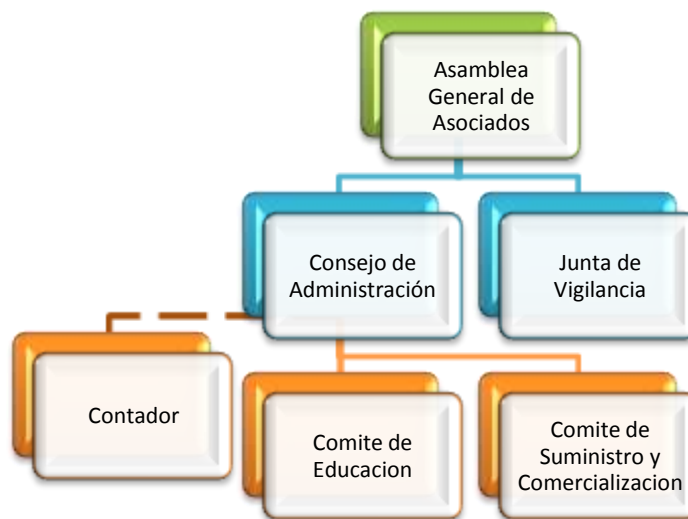 Asamblea
General de
Asociados
Consejo de
Administración
Junta de
Vigilancia
Contador
Comite de
Educacion
Comite de
Suministro y
Comercializacion